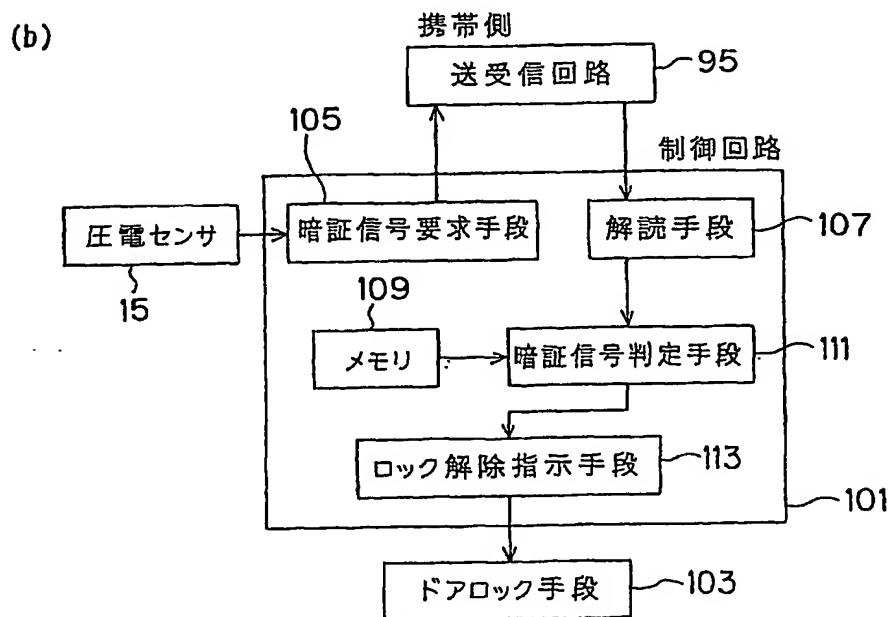 (b)
携帯側
送受信回路
95
105
制御回路
圧電センサ
暗証信号要求手段
解読手段
107
15
109
メモリ
暗証信号判定手段
111
ロック解除指示手段
113
101
ドアロック手段
103